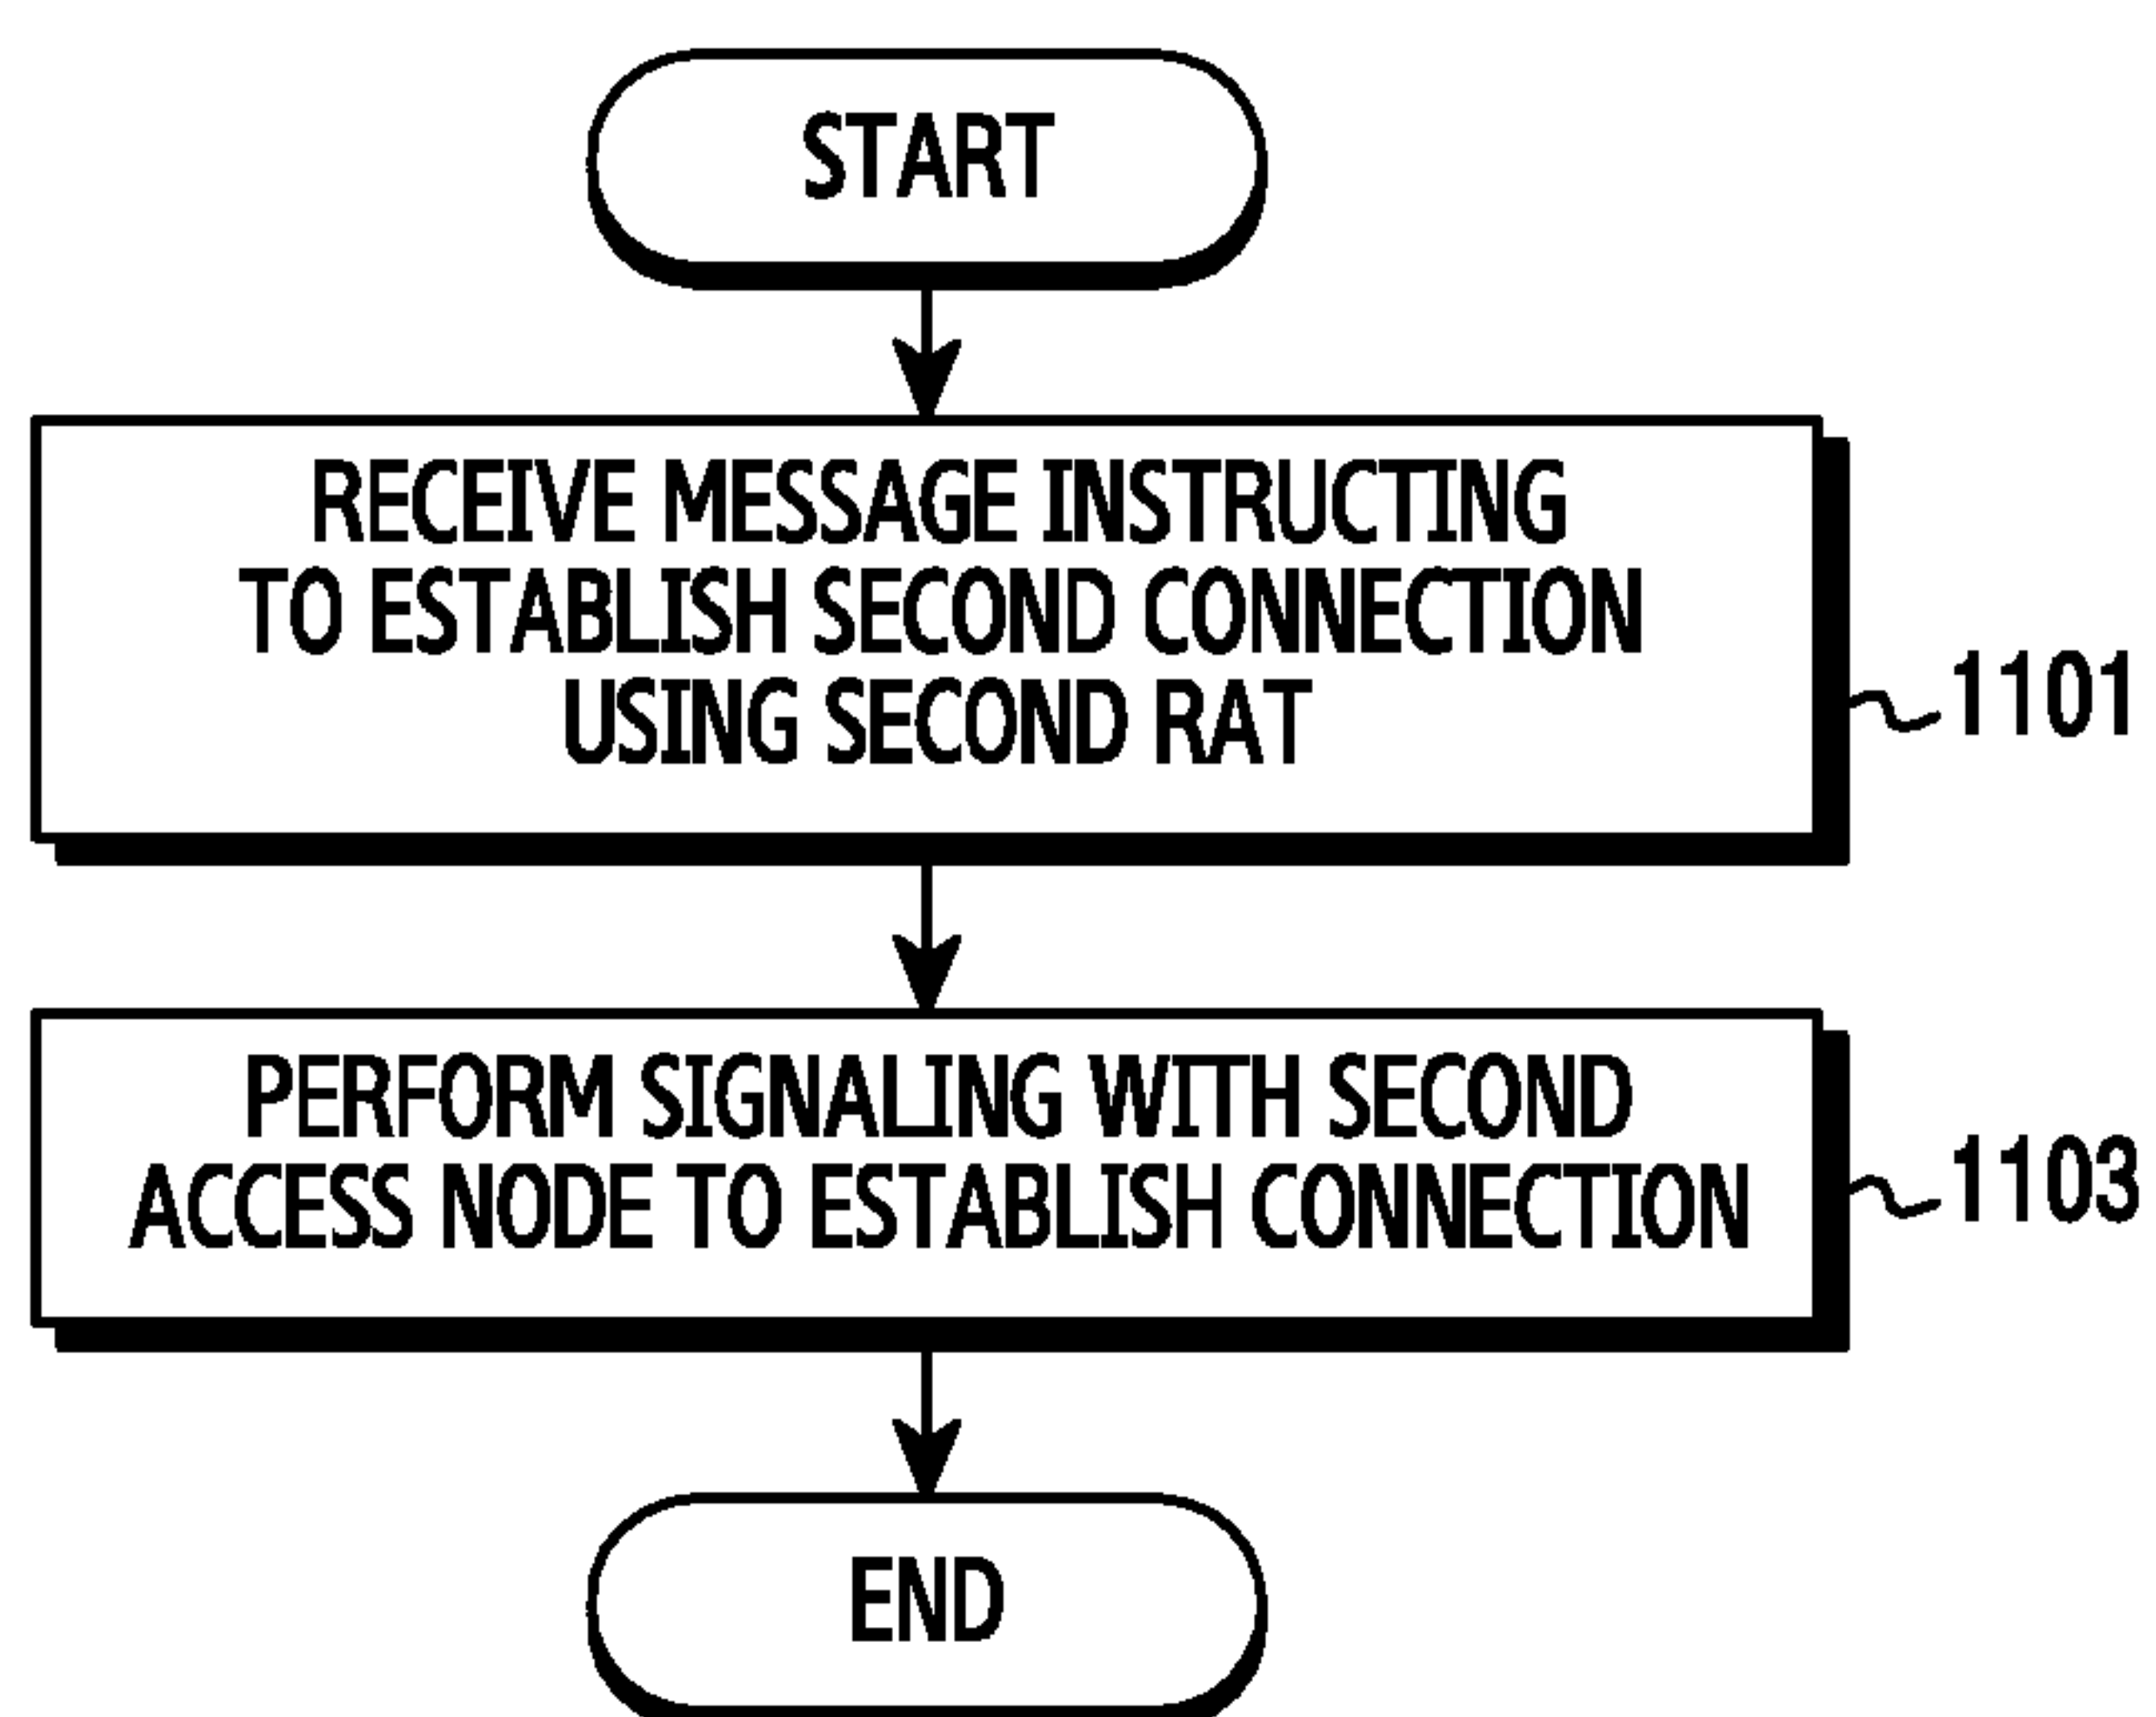 START
RECEIVE MESSAGE INSTRUCTING
TO ESTABLISH SECOND CONNECTION
USING SECOND RAT
1101
PERFORM SIGNALING WITH SECOND
ACCESS NODE TO ESTABLISH CONNECTION
1103
END